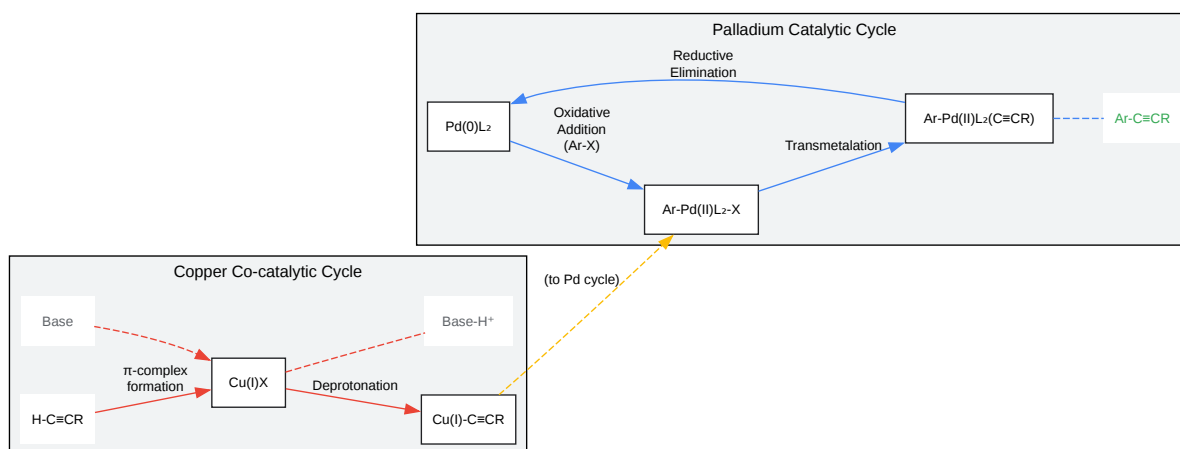 Palladium Catalytic Cycle
Reductive
Elimination
Pd(0)L₂
Oxidative
Addition
(Ar-X)
Ar-Pd(II)L₂(C≡CR)
Ar-C≡CR
Transmetalation
Ar-Pd(II)L₂-X
Copper Co-catalytic Cycle
(to Pd cycle)
Base
Base-H⁺
π-complex
formation
Cu(I)X
Deprotonation
H-C≡CR
Cu(I)-C≡CR